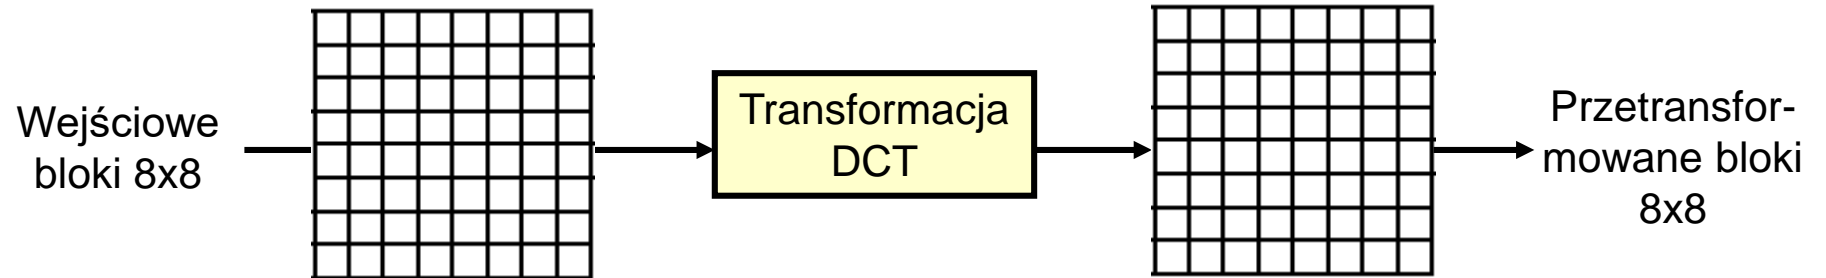 Wejściowe
bloki 8x8
Transformacja
DCT
Przetransfor-
mowane bloki
8x8